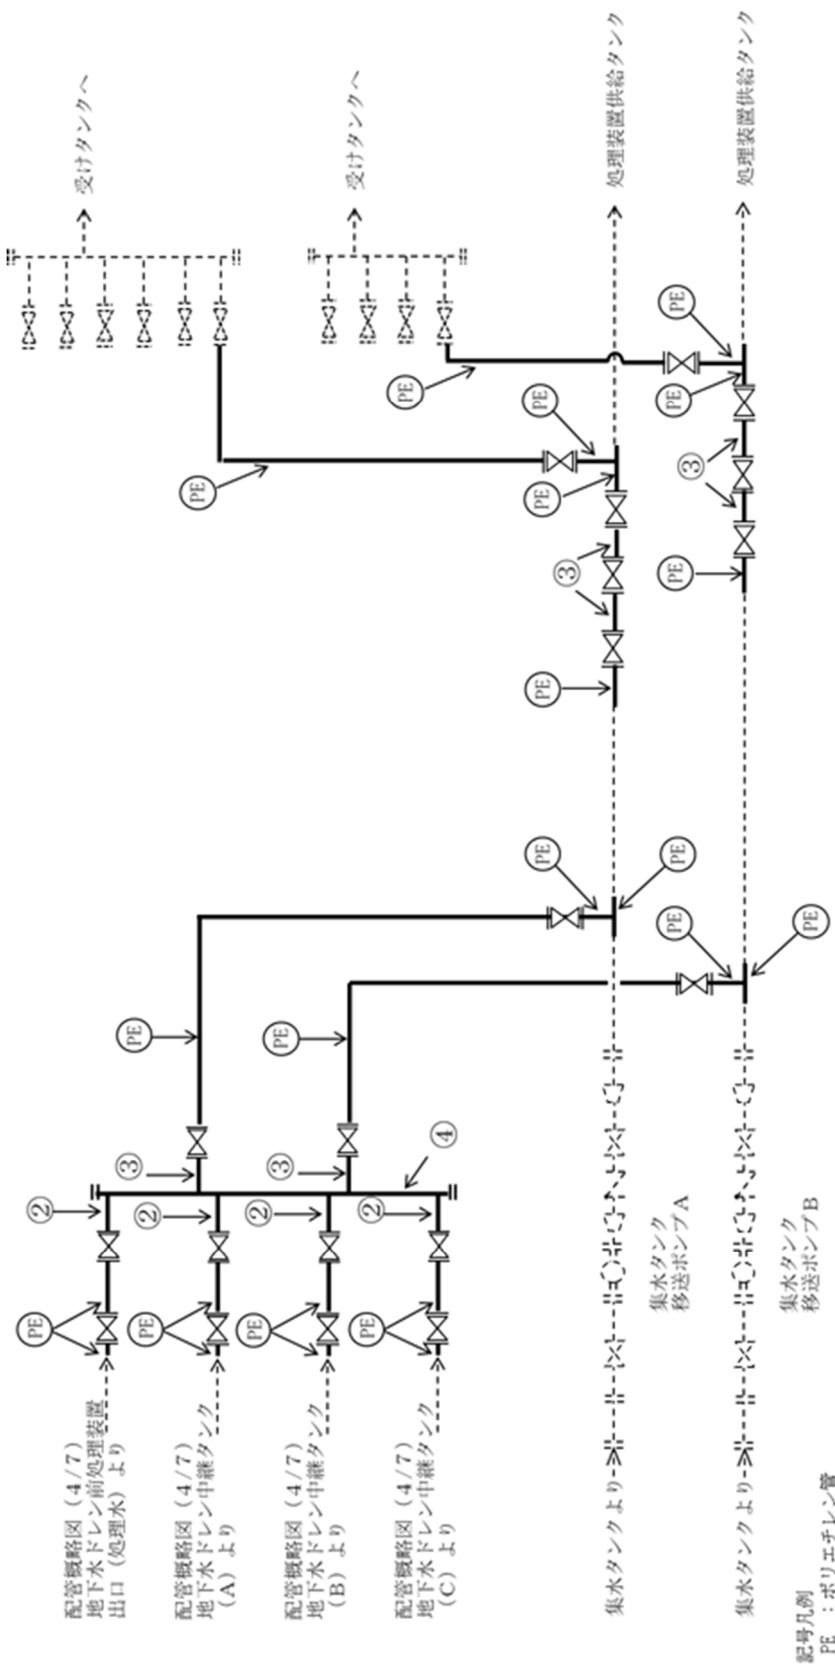 受けタンクへ
受けタンクへ
処理装置供給タンク
処理装置供給タンク
PE
PE
PE
PE
PE
PE
PE
③
③
PE
PE
PE
PE
PE
PE
PE
PE
③
③
④
②
②
②
②
PE
PE
PE
PE
集水タンク
移送ポンプA
集水タンク
移送ポンプB
配管概略図（4/7）
地下水ドレン前処理装置
出口（処理水）より
配管概略図（4/7）
地下水ドレン中継タンク
（A）より
配管概略図（4/7）
地下水ドレン中継タンク
（B）より
配管概略図（4/7）
地下水ドレン中継タンク
（C）より
集水タンクより
集水タンクより
記号凡例
PE ：ポリエチレン管